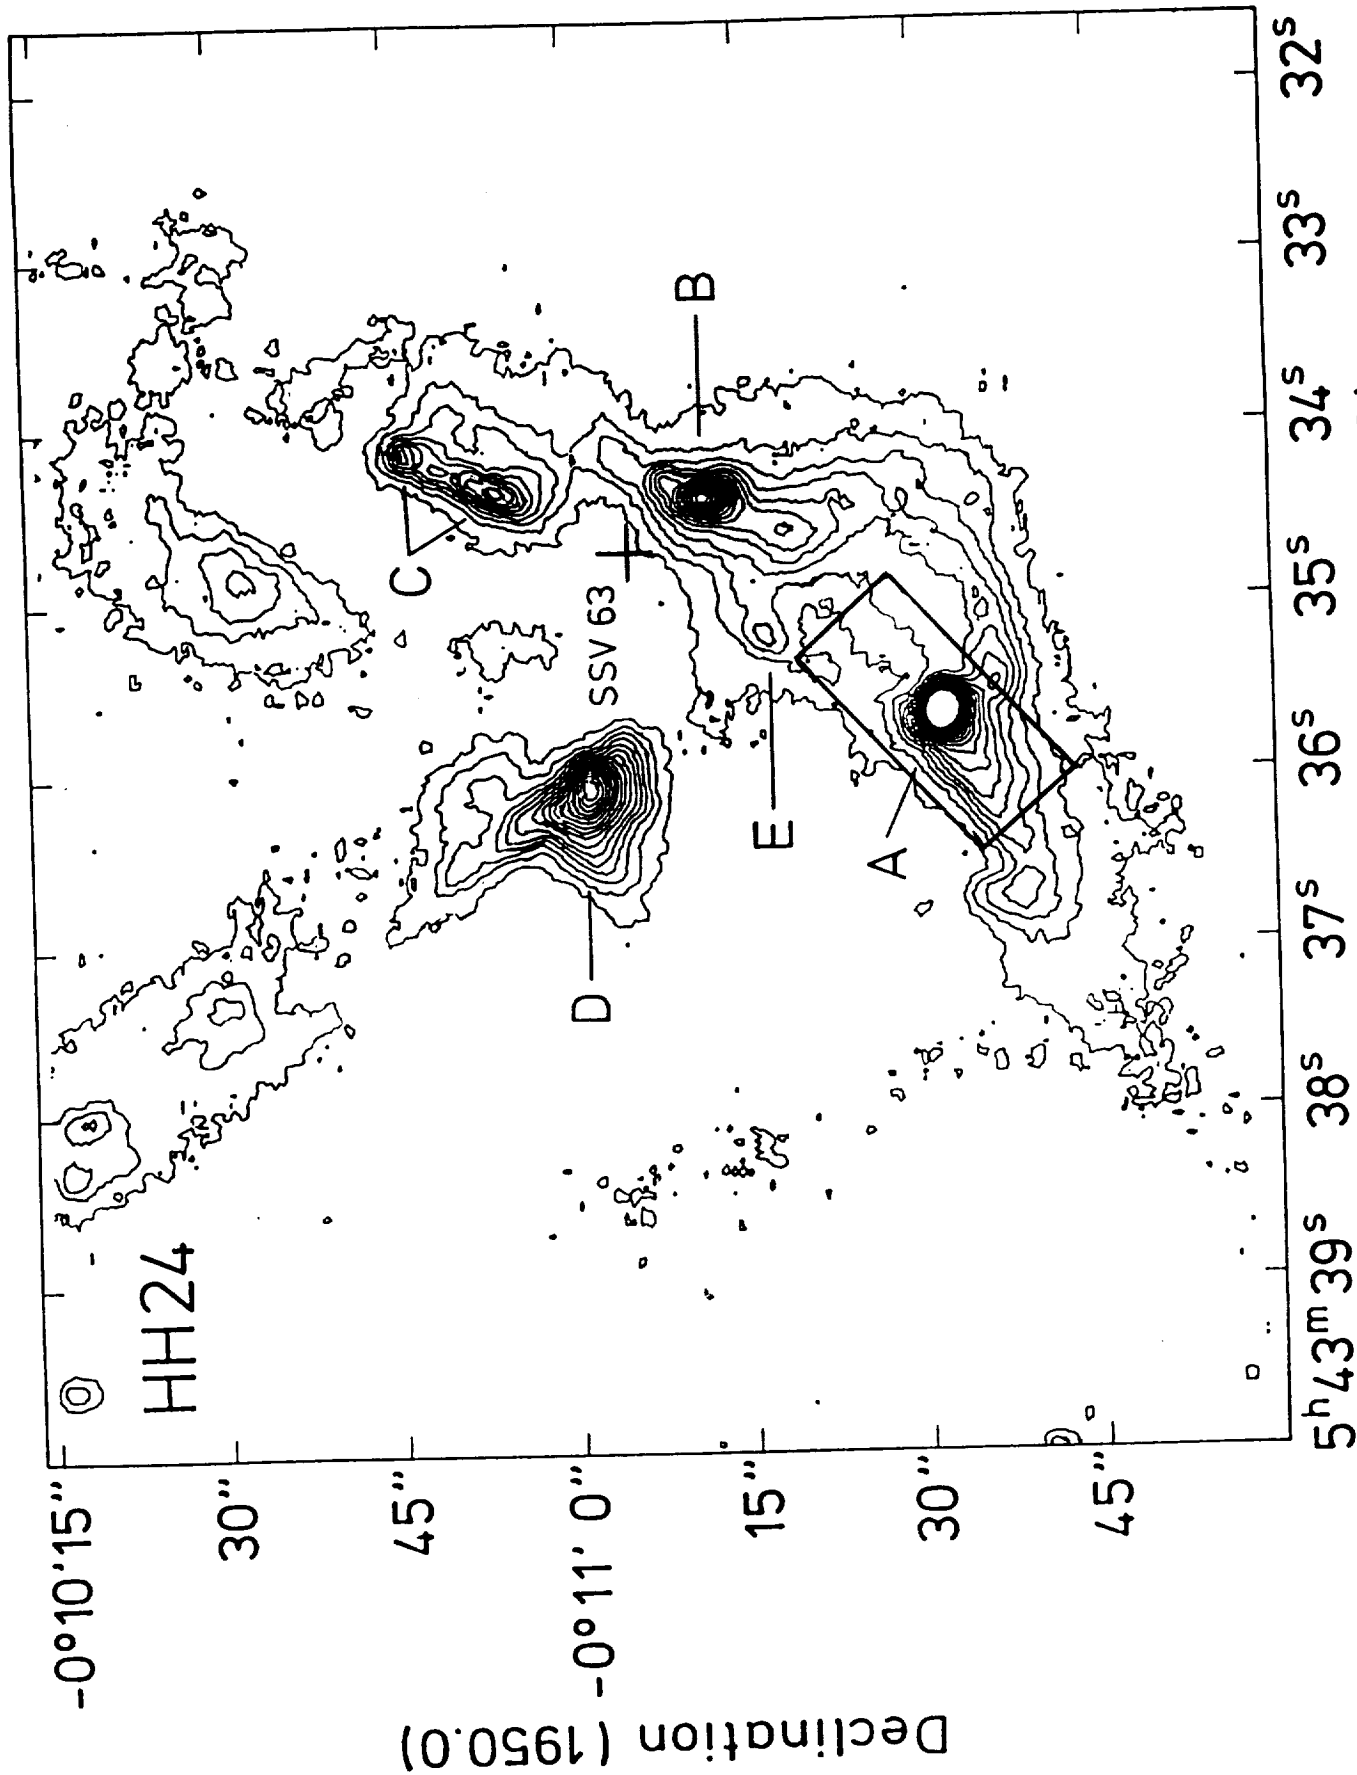 HH24
-0°10'15"
30"
45"
-0°11' 0"
15"
30"
45"
Declination (1950.0)
C
SSV 63
D
B
E
A
5ʰ43ᵐ39ˢ 38ˢ 37ˢ 36ˢ 35ˢ 34ˢ 33ˢ 32ˢ